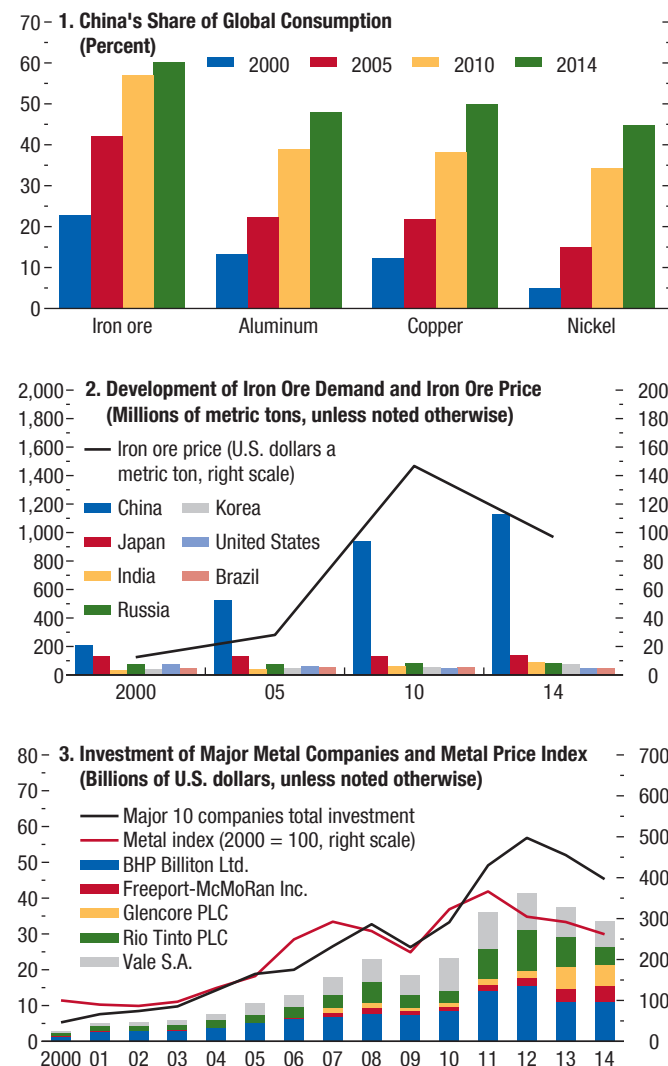 1. China's Share of Global Consumption
(Percent)
2000 2005 2010 2014
70
60
50
40
30
20
10
0
Iron ore Aluminum Copper Nickel
2. Development of Iron Ore Demand and Iron Ore Price
(Millions of metric tons, unless noted otherwise)
Iron ore price (U.S. dollars a
metric ton, right scale)
China Korea
Japan United States
India Brazil
Russia
2,000 200
1,800 180
1,600 160
1,400 140
1,200 120
1,000 100
800 80
600 60
400 40
200 20
0 0
2000 05 10 14
3. Investment of Major Metal Companies and Metal Price Index
(Billions of U.S. dollars, unless noted otherwise)
Major 10 companies total investment
Metal index (2000 = 100, right scale)
BHP Billiton Ltd.
Freeport-McMoRan Inc.
Glencore PLC
Rio Tinto PLC
Vale S.A.
80 700
70 600
60 500
50 400
40 300
30 200
20 100
10 0
0
2000 01 02 03 04 05 06 07 08 09 10 11 12 13 14